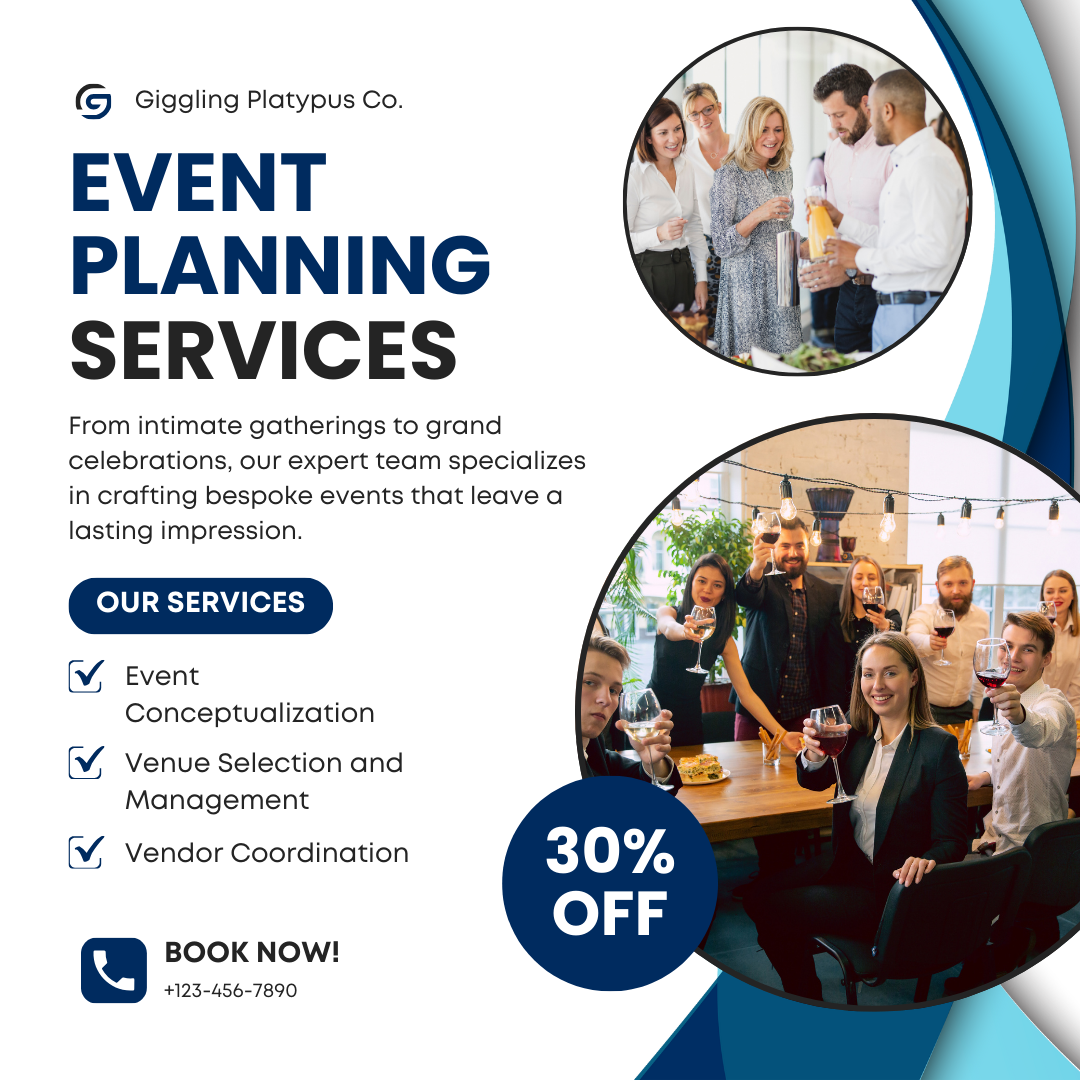 Giggling Platypus Co.
EVENT
PLANNING
SERVICES
From intimate gatherings to grand
celebrations, our expert team specializes
in crafting bespoke events that leave a
lasting impression.
OUR SERVICES
Event
Conceptualization
Venue Selection and
Management
Vendor Coordination
30%
OFF
BOOK NOW!
+123-456-7890